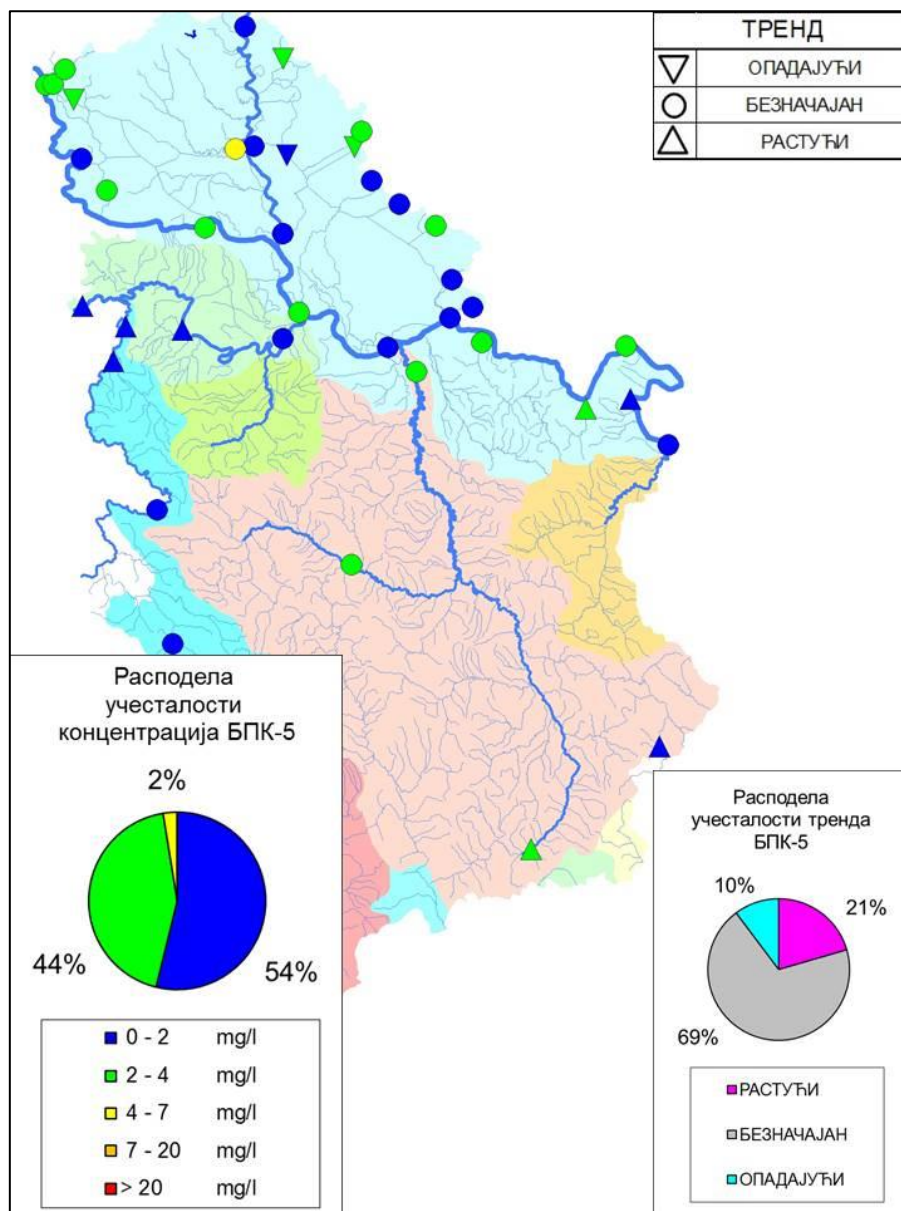 ТРЕНД
ОПАДАЈУЋИ
БЕЗНАЧАЈАН
РАСТУЋИ
Расподела
учесталости
концентрација БПК-5
2%
44%
54%
0 - 2 mg/l
2 - 4 mg/l
4 - 7 mg/l
7 - 20 mg/l
> 20 mg/l
Расподела
учесталости тренда
БПК-5
10%
21%
69%
РАСТУЋИ
БЕЗНАЧАЈАН
ОПАДАЈУЋИ